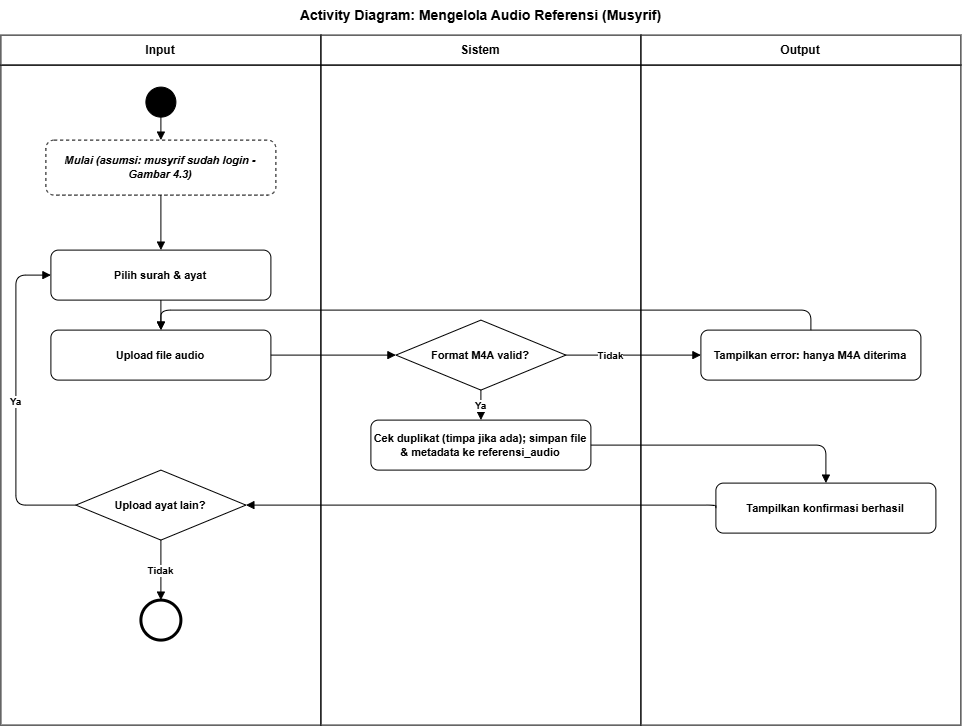 Activity Diagram: Mengelola Audio Referensi (Musyrif)
Input
Sistem
Output
Mulai (asumsi: musyrif sudah login -
Gambar 4.3)
Pilih surah & ayat
Upload file audio
Format M4A valid?
Tidak
Tampilkan error: hanya M4A diterima
Ya
Ya
Cek duplikat (timpa jika ada); simpan file
& metadata ke referensi_audio
Upload ayat lain?
Tampilkan konfirmasi berhasil
Tidak